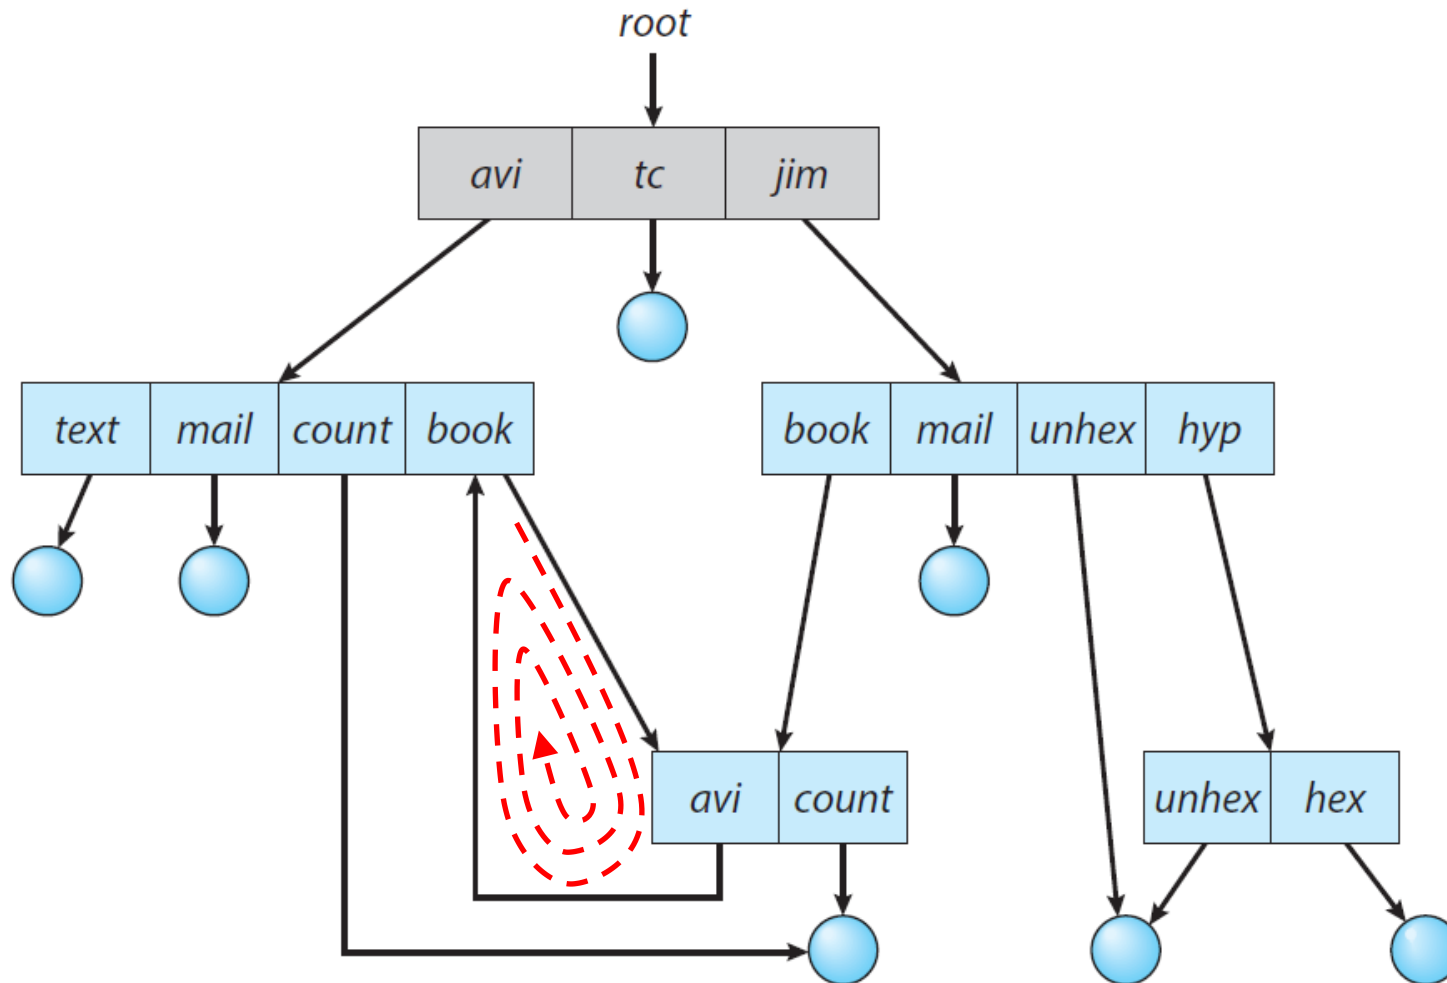 root
avi tc jim
text mail count book book mail unhex hyp
avi count unhex hex